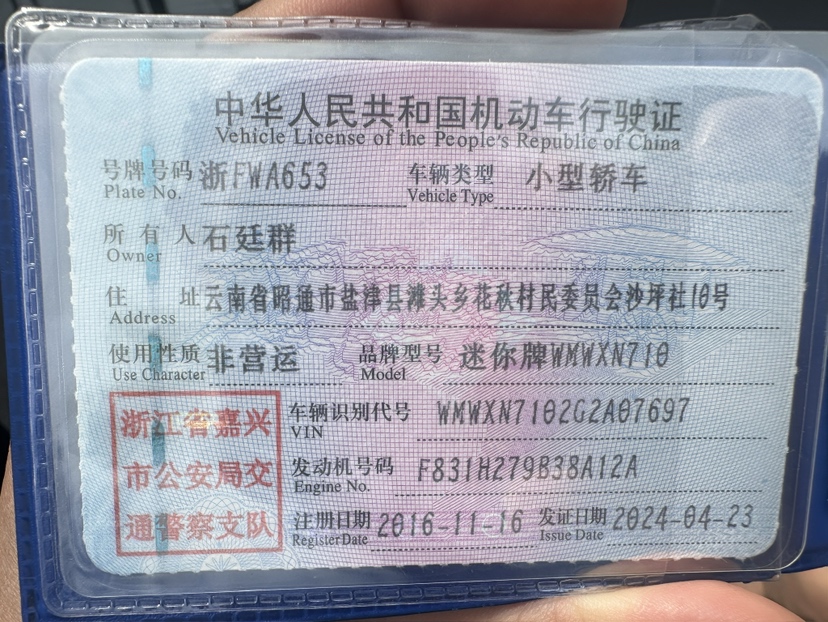 中华人民共和国机动车行驶证
Vehicle License of the People's Republic of China
号牌号码 浙FWA653 车辆类型 小型轿车
Plate No. Vehicle Type
所有人 石廷群
Owner
住址 云南省昭通市盐津县滩头乡花秋村民委员会沙坪社10号
Address
使用性质 非营运 品牌型号 迷你牌WMWXN710
Use Character Model
车辆识别代号 WMWXN7102G2A07697
VIN
发动机号码 F831H279B38A12A
Engine No.
注册日期 2016-11-16 发证日期 2024-04-23
Register Date Issue Date
浙江省嘉兴
市公安局交
通警察支队